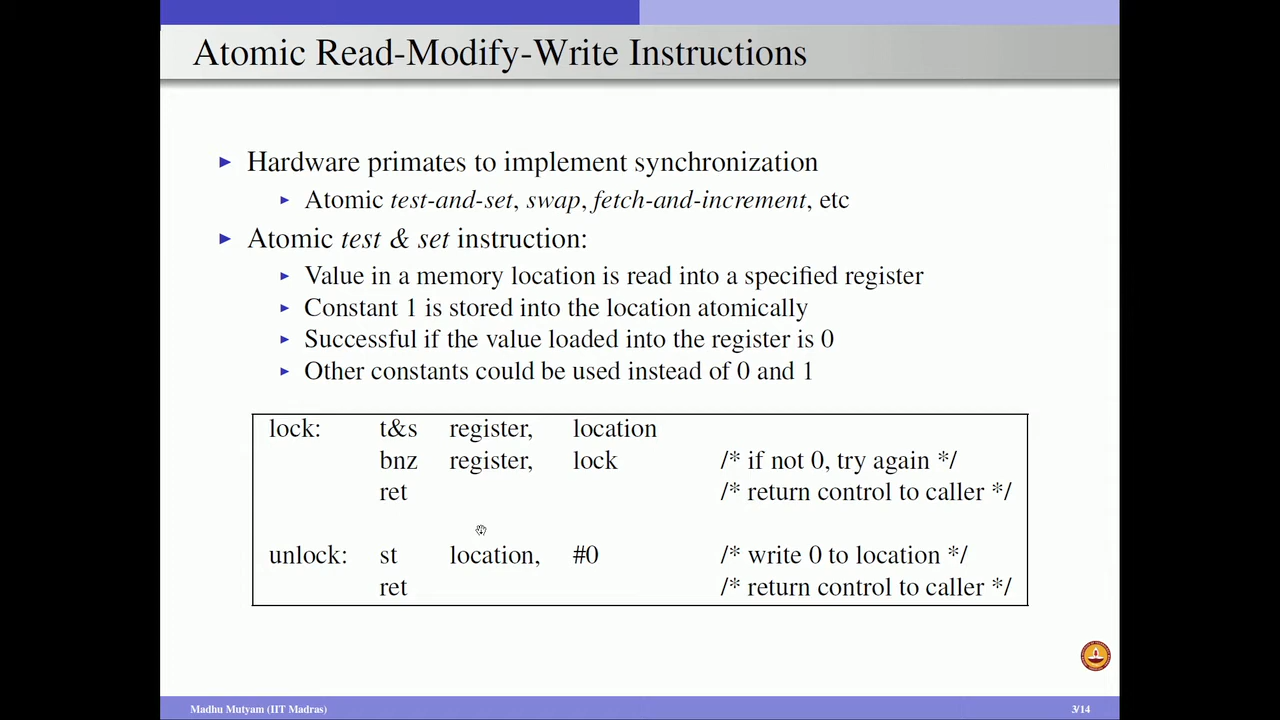 Atomic Read-Modify-Write Instructions
Hardware primates to implement synchronization
Atomic test-and-set, swap, fetch-and-increment, etc
Atomic test & set instruction:
Value in a memory location is read into a specified register
Constant 1 is stored into the location atomically
Successful if the value loaded into the register is 0
Other constants could be used instead of 0 and 1
lock: t&s register, location
bnz register, lock /* if not 0, try again */
ret /* return control to caller */
unlock: st location, #0 /* write 0 to location */
ret /* return control to caller */
Madhu Mutyam (IIT Madras) 3/14